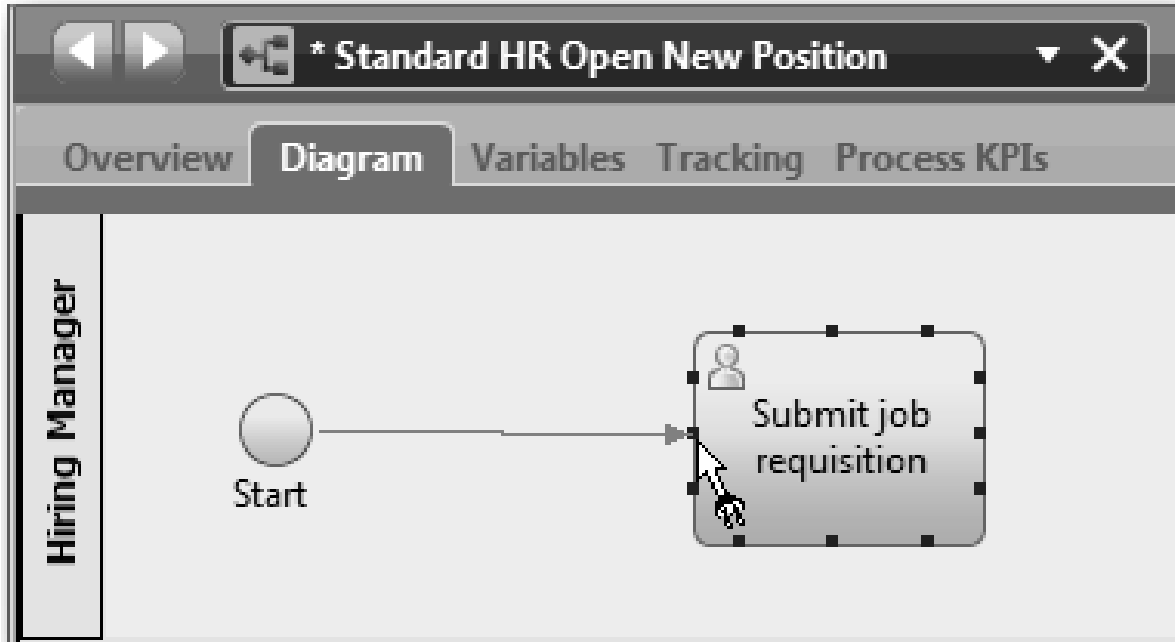 * Standard HR Open New Position
Overview Diagram Variables Tracking Process KPIs
Hiring Manager
Start
Submit job
requisition